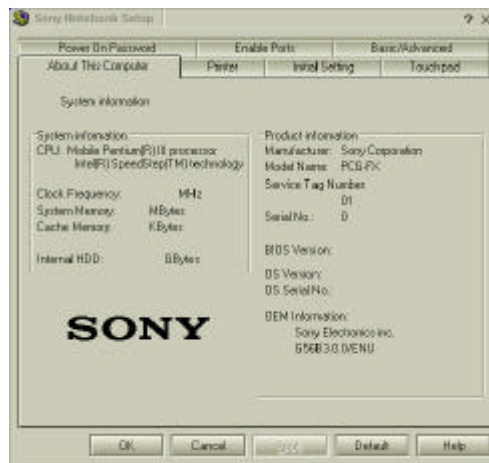 Sony Notebook Setup
Power On Password Enable Ports Basic/Advanced
About This Computer Printer Initial Setting Touchpad
System information
System information
CPU: Mobile Pentium(R) III processor
Intel(R) SpeedStep(TM) technology
Clock Frequency: MHz
System Memory: MBytes
Cache Memory: KBytes
Internal HDD: GBytes
SONY
Product information
Manufacturer: Sony Corporation
Model Name: PCG-FX
Service Tag Number:
01
Serial No.: 0
BIOS Version:
OS Version:
OS Serial No.:
OEM Information:
Sony Electronics inc.
G56B3.0.0/ENU
OK Cancel Default Help